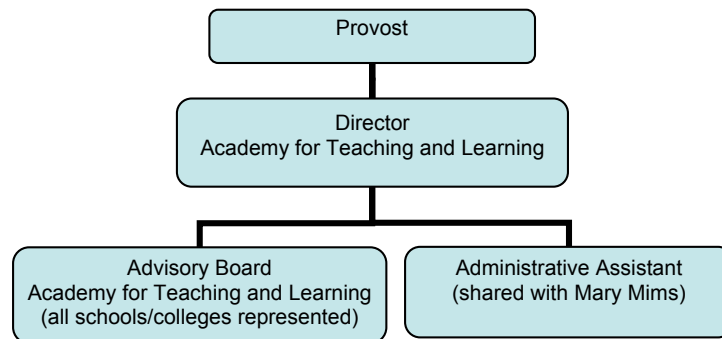 Provost
Director
Academy for Teaching and Learning
Advisory Board
Academy for Teaching and Learning
(all schools/colleges represented)
Administrative Assistant
(shared with Mary Mims)